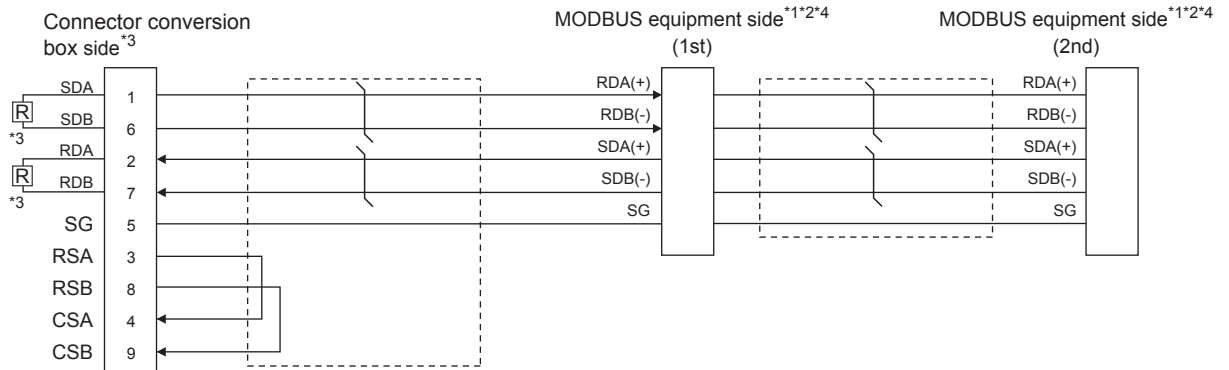 Connector conversion
box side*3
MODBUS equipment side*1*2*4
(1st)
MODBUS equipment side*1*2*4
(2nd)
SDA 1 RDA(+) RDA(+)
R
*3
SDB 6 RDB(-) RDB(-)
RDA 2 SDA(+) SDA(+)
R
*3
RDB 7 SDB(-) SDB(-)
SG 5 SG SG
RSA 3
RSB 8
CSA 4
CSB 9